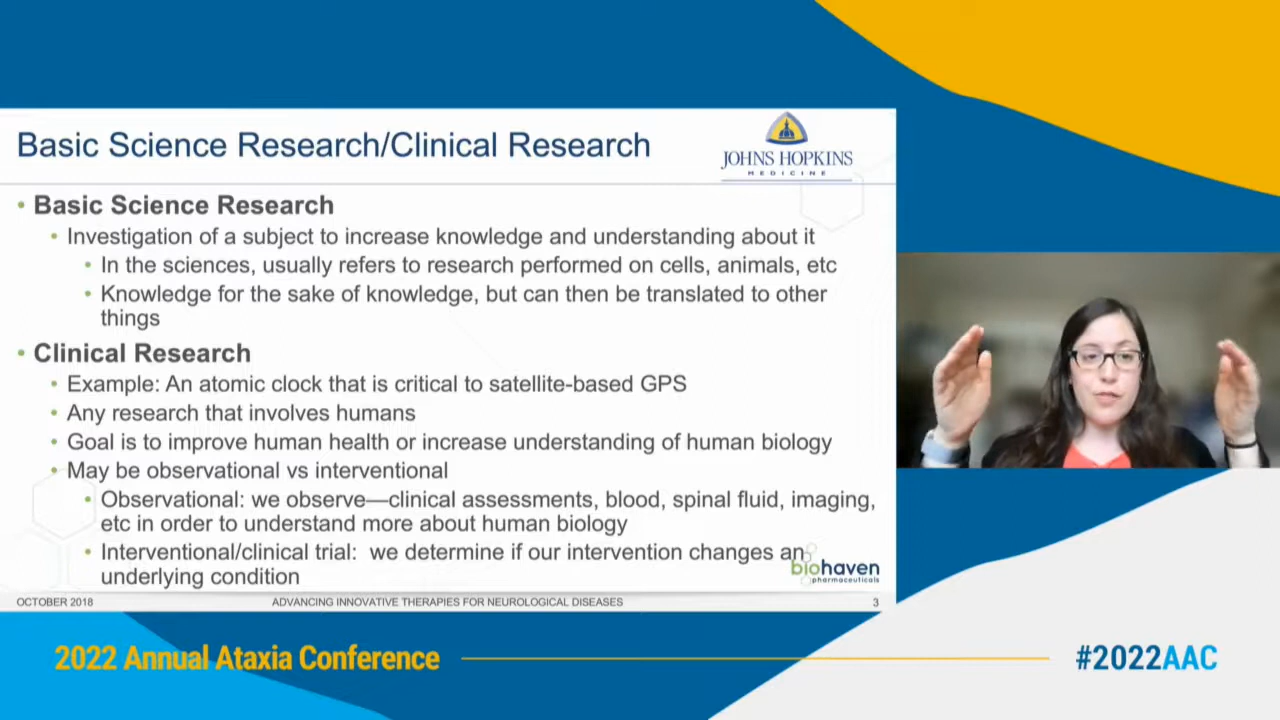 Basic Science Research/Clinical Research
JOHNS HOPKINS
MEDICINE
• Basic Science Research
• Investigation of a subject to increase knowledge and understanding about it
• In the sciences, usually refers to research performed on cells, animals, etc
• Knowledge for the sake of knowledge, but can then be translated to other
things
• Clinical Research
• Example: An atomic clock that is critical to satellite-based GPS
• Any research that involves humans
• Goal is to improve human health or increase understanding of human biology
• May be observational vs interventional
• Observational: we observe—clinical assessments, blood, spinal fluid, imaging,
etc in order to understand more about human biology
• Interventional/clinical trial: we determine if our intervention changes an
underlying condition
biohaven
pharmaceuticals
OCTOBER 2018 ADVANCING INNOVATIVE THERAPIES FOR NEUROLOGICAL DISEASES 3
2022 Annual Ataxia Conference #2022AAC